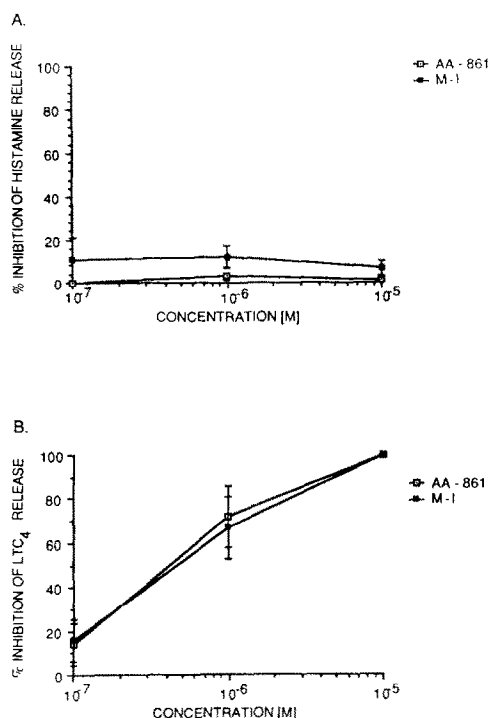 A.
% INHIBITION OF HISTAMINE RELEASE
100
80
60
40
20
0
10-7
10-6
10-5
CONCENTRATION [M]
AA - 861
M - I
B.
% INHIBITION OF LTC4 RELEASE
100
80
60
40
20
0
10-7
10-6
10-5
CONCENTRATION [M]
AA - 861
M - I